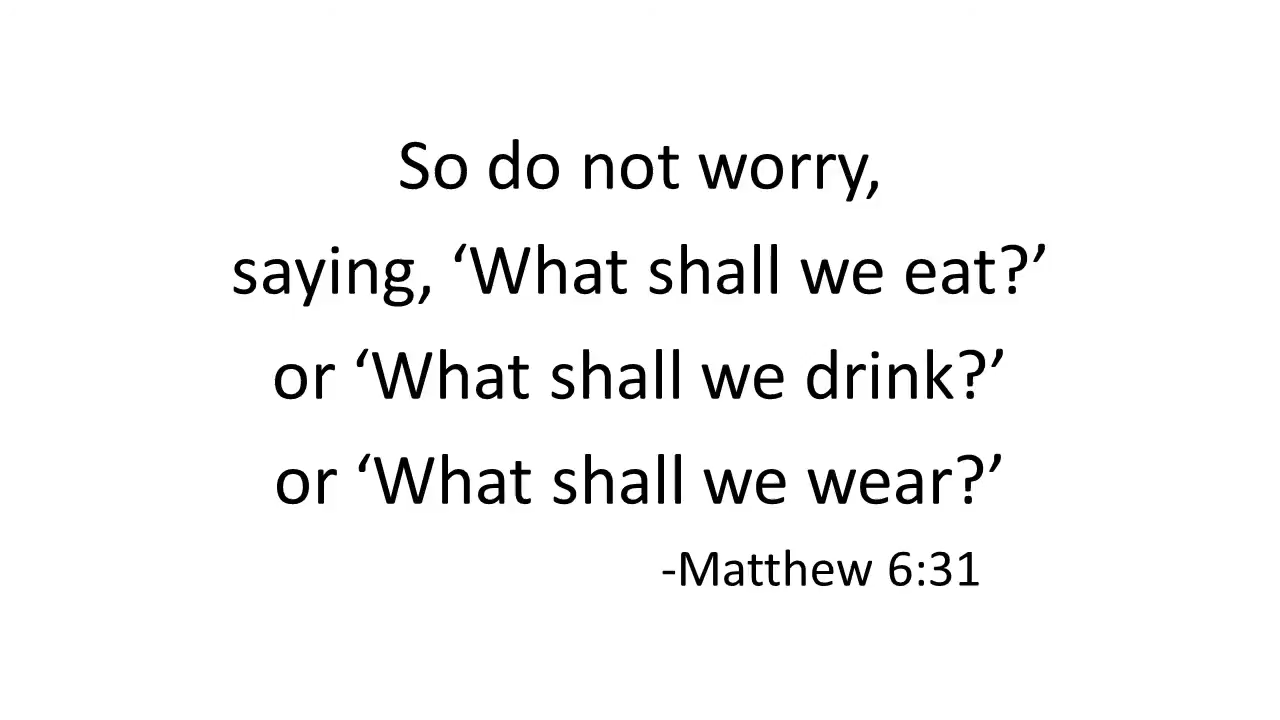 So do not worry,
saying, ‘What shall we eat?’
or ‘What shall we drink?’
or ‘What shall we wear?’
-Matthew 6:31